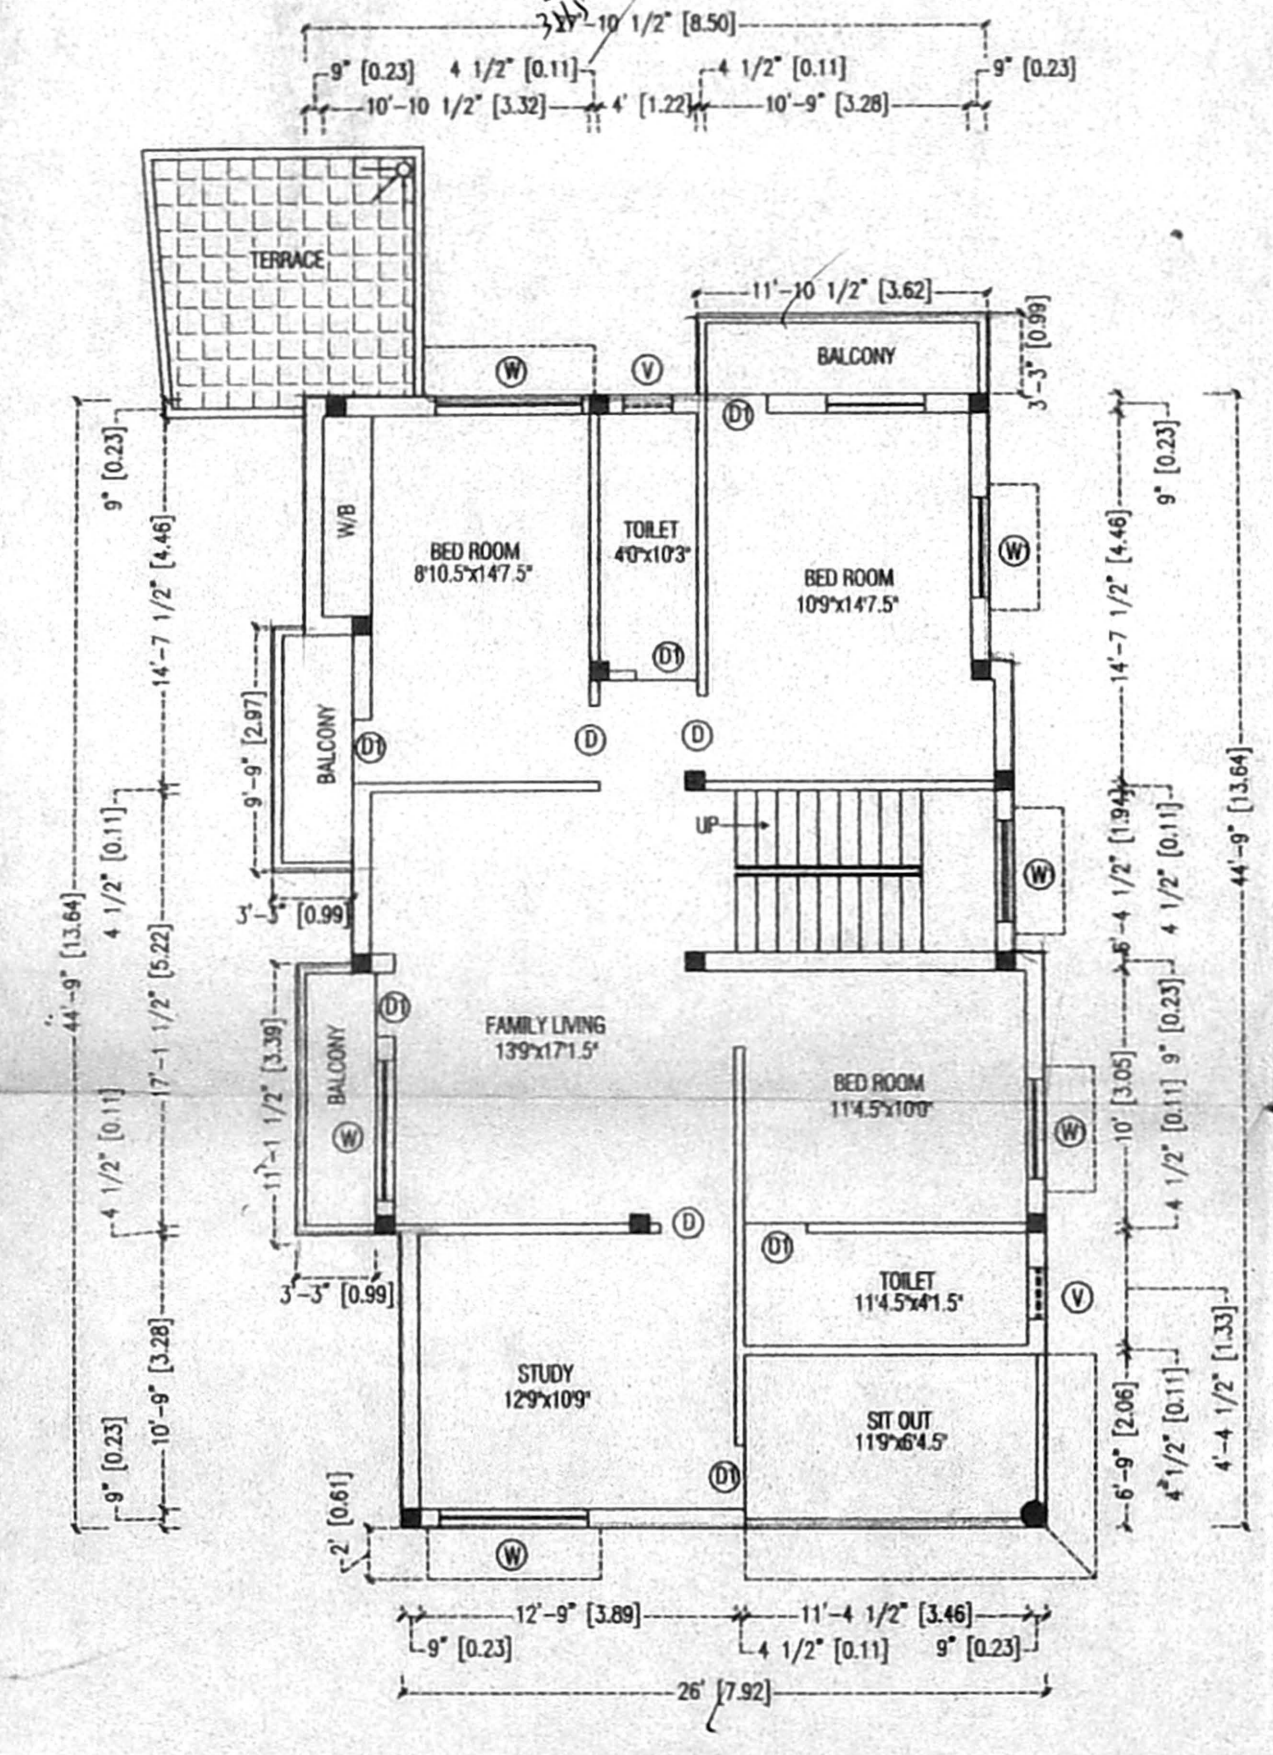 27'-10 1/2" [8.50]
9" [0.23]
4 1/2" [0.11]
4 1/2" [0.11]
9" [0.23]
10'-10 1/2" [3.32]
4' [1.22]
10'-9" [3.28]
TERRACE
11'-10 1/2" [3.62]
3'-3" [0.99]
BALCONY
W
V
D1
9" [0.23]
9" [0.23]
14'-7 1/2" [4.46]
W/B
BED ROOM
8'10.5"x14'7.5"
TOILET
4'0"x10'3"
BED ROOM
10'9"x14'7.5"
W
14'-7 1/2" [4.46]
D1
9'-9" [2.97]
BALCONY
D1
D
D
44'-9" [13.64]
4 1/2" [0.11]
UP
W
6'-4 1/2" [1.94]
4 1/2" [0.11]
44'-9" [13.64]
3'-3" [0.99]
17'-1 1/2" [5.22]
11'-1 1/2" [3.39]
BALCONY
D1
W
FAMILY LIVING
13'9"x17'1.5"
BED ROOM
11'4.5"x10'0"
W
10' [3.05]
9" [0.23]
4 1/2" [0.11]
4 1/2" [0.11]
D
D1
TOILET
11'4.5"x4'1.5"
V
3'-3" [0.99]
4'-4 1/2" [1.33]
10'-9" [3.28]
9" [0.23]
STUDY
12'9"x10'9"
SIT OUT
11'9"x6'4.5"
D1
6'-9" [2.06]
4 1/2" [0.11]
2' [0.61]
W
12'-9" [3.89]
11'-4 1/2" [3.46]
9" [0.23]
4 1/2" [0.11]
9" [0.23]
26' [7.92]